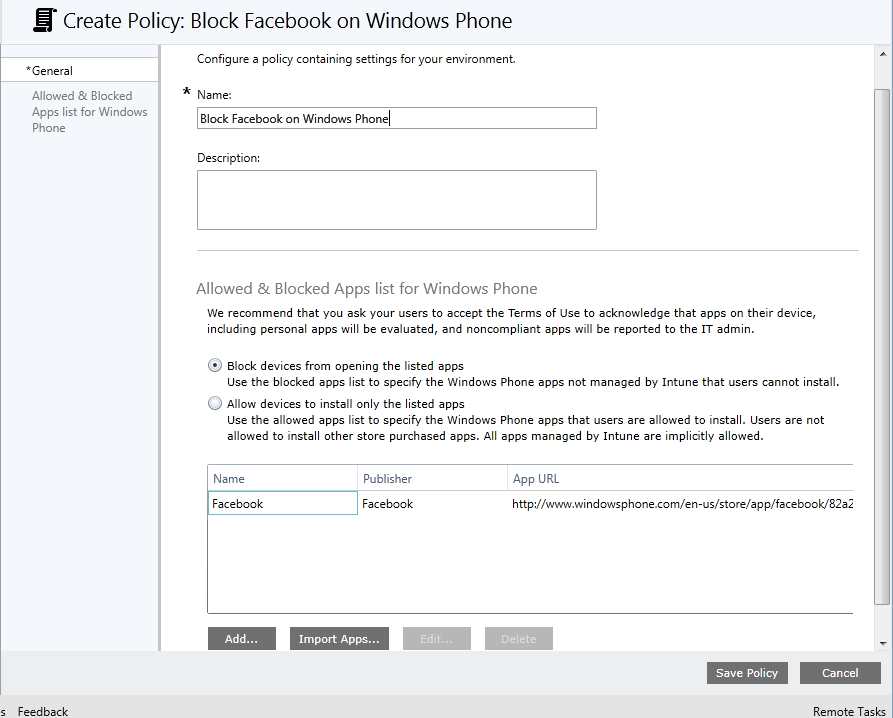 Create Policy: Block Facebook on Windows Phone
*General
Allowed & Blocked
Apps list for Windows
Phone
Configure a policy containing settings for your environment.
* Name:
Block Facebook on Windows Phone
Description:
Allowed & Blocked Apps list for Windows Phone
We recommend that you ask your users to accept the Terms of Use to acknowledge that apps on their device,
including personal apps will be evaluated, and noncompliant apps will be reported to the IT admin.
Block devices from opening the listed apps
Use the blocked apps list to specify the Windows Phone apps not managed by Intune that users cannot install.
Allow devices to install only the listed apps
Use the allowed apps list to specify the Windows Phone apps that users are allowed to install. Users are not
allowed to install other store purchased apps. All apps managed by Intune are implicitly allowed.
Name Publisher App URL
Facebook Facebook http://www.windowsphone.com/en-us/store/app/facebook/82a2
Add... Import Apps... Edit... Delete
Save Policy Cancel
s Feedback Remote Tasks